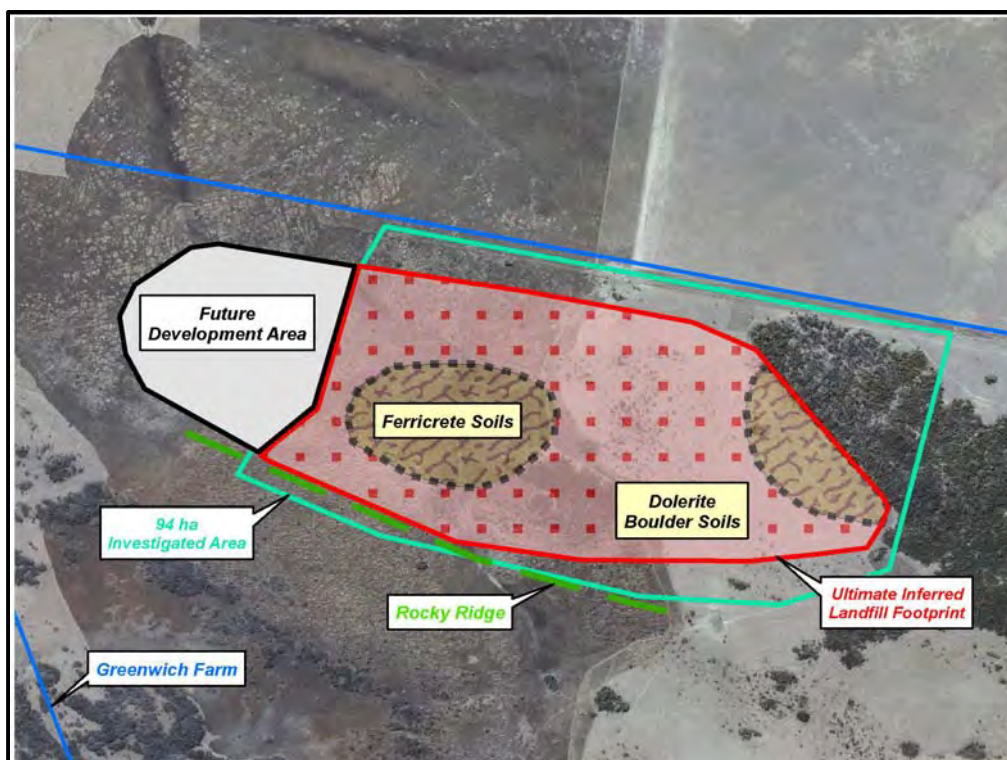 Future
Development Area
Ferricrete Soils
Dolerite
Boulder Soils
94 ha
Investigated Area
Rocky Ridge
Ultimate Inferred
Landfill Footprint
Greenwich Farm